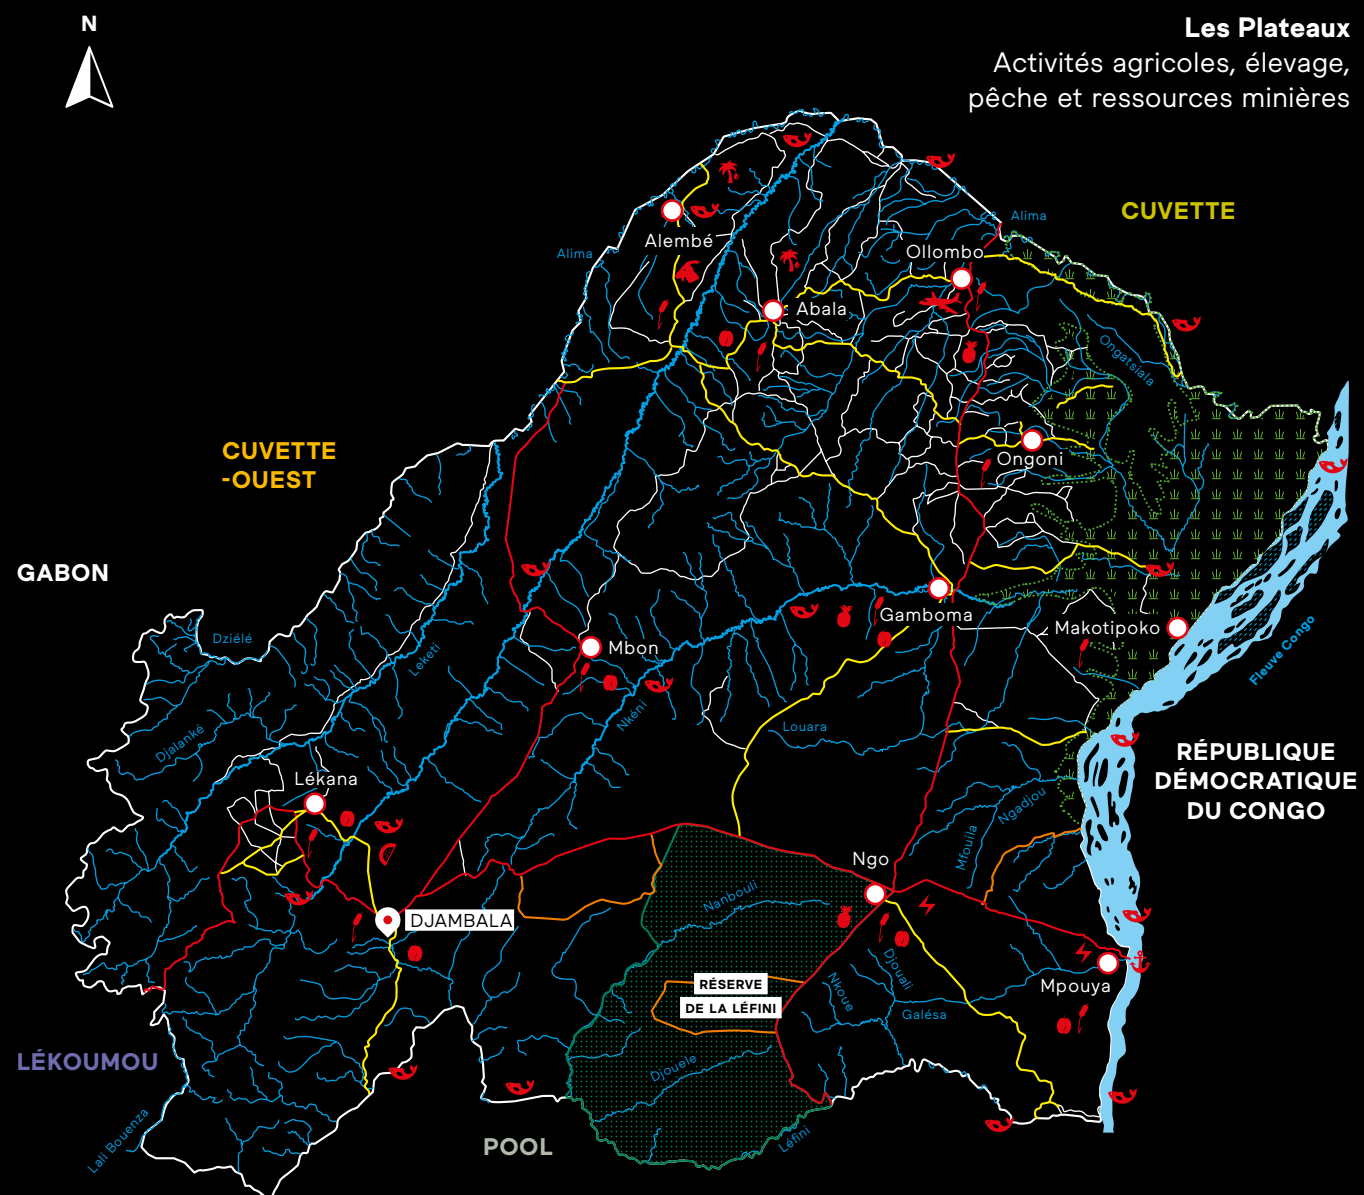 N
Les Plateaux
Activités agricoles, élevage,
pêche et ressources minières
CUVETTE
Alima
Alembé
Alima
Ollombo
Abala
Ongatsiala
CUVETTE
-OUEST
Ongoni
GABON
Gamboma
Makotipoko
Fleuve Congo
Dziélé
Leketi
Mbon
Nkéni
Louara
Djalanké
RÉPUBLIQUE
DÉMOCRATIQUE
DU CONGO
Lékana
Ngadjou
Mfouila
Ngo
Nanbouli
DJAMBALA
Djouali
Nkoue
Mpouya
RÉSERVE
DE LA LÉFINI
Galésa
LÉKOUMOU
Djouele
Lali Bouenza
POOL
Léfini